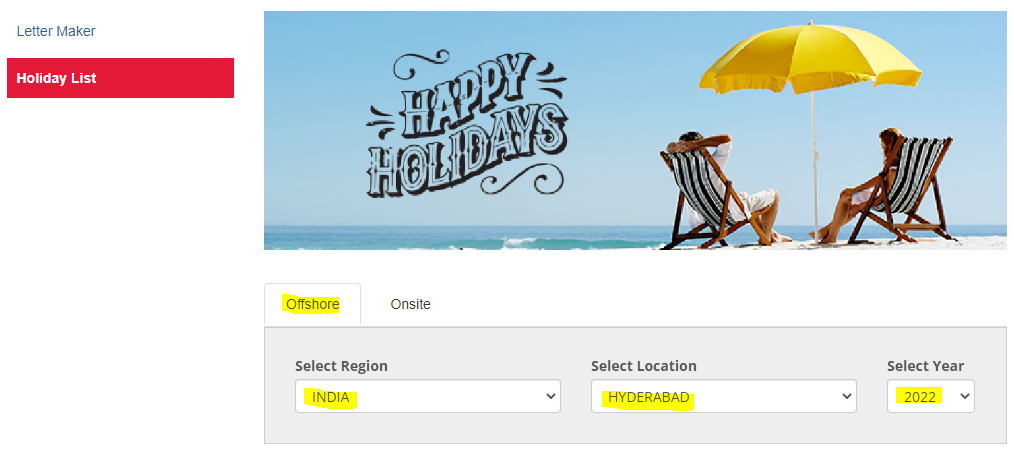 Letter Maker
Holiday List
HAPPY
HOLIDAYS
Offshore Onsite
Select Region Select Location Select Year
INDIA HYDERABAD 2022